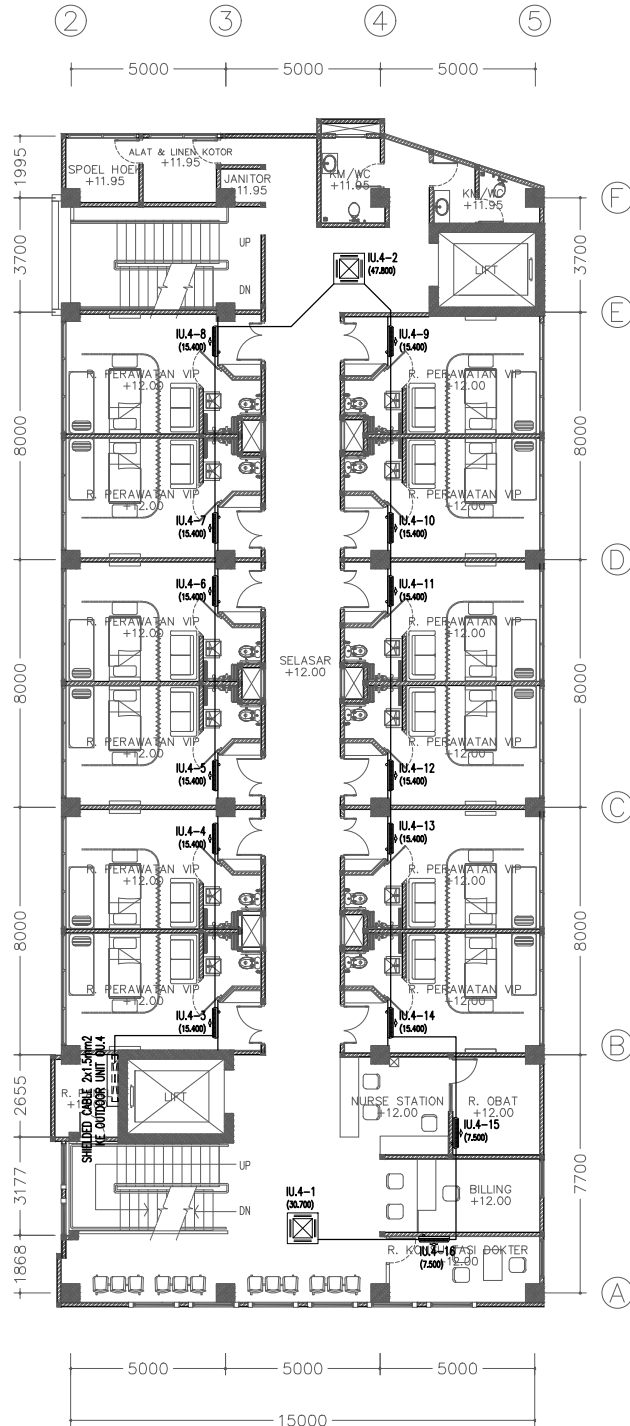 2 3 4 5
5000 5000 5000
1995
ALAT & LINEN KOTOR
+11.95
SPOEL HOEK
+11.95
JANITOR
+11.95
KM/WC
+11.95
KM/WC
+11.95
F
3700
UP
DN
IU.4-2
(47.800)
LIFT
3700
E
IU.4-8
(15.400)
IU.4-9
(15.400)
R. PERAWATAN VIP
+12.00
R. PERAWATAN VIP
+12.00
8000
8000
R. PERAWATAN VIP
+12.00
R. PERAWATAN VIP
+12.00
IU.4-7
(15.400)
IU.4-10
(15.400)
D
IU.4-6
(15.400)
IU.4-11
(15.400)
R. PERAWATAN VIP
+12.00
R. PERAWATAN VIP
+12.00
SELASAR
+12.00
8000
8000
R. PERAWATAN VIP
+12.00
R. PERAWATAN VIP
+12.00
IU.4-5
(15.400)
IU.4-12
(15.400)
C
IU.4-4
(15.400)
IU.4-13
(15.400)
R. PERAWATAN VIP
+12.00
R. PERAWATAN VIP
+12.00
8000
8000
R. PERAWATAN VIP
+12.00
R. PERAWATAN VIP
+12.00
IU.4-3
(15.400)
IU.4-14
(15.400)
B
SHIELDED CABLE 2x1.5mm2
KE OUTDOOR UNIT OU.4
2655
LIFT
NURSE STATION
+12.00
R. OBAT
+12.00
IU.4-15
(7.500)
7700
3177
UP
DN
IU.4-1
(30.700)
BILLING
+12.00
IU.4-16
(7.500)
DOKTER
+12.00
1868
A
5000 5000 5000
15000